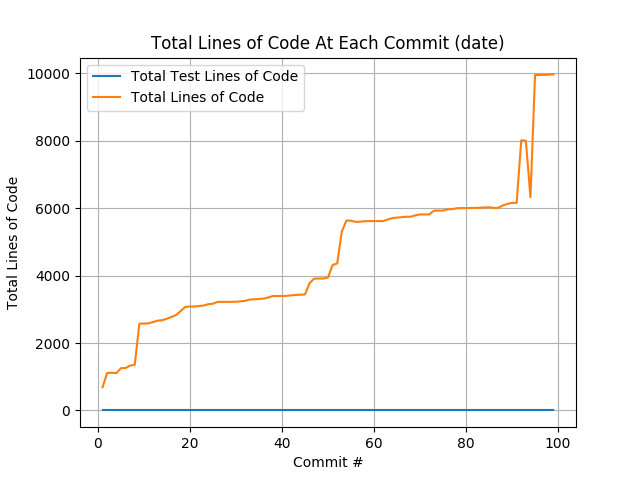 Total Lines of Code At Each Commit (date)
Total Test Lines of Code
Total Lines of Code
Total Lines of Code
10000
8000
6000
4000
2000
0
0 20 40 60 80 100
Commit #